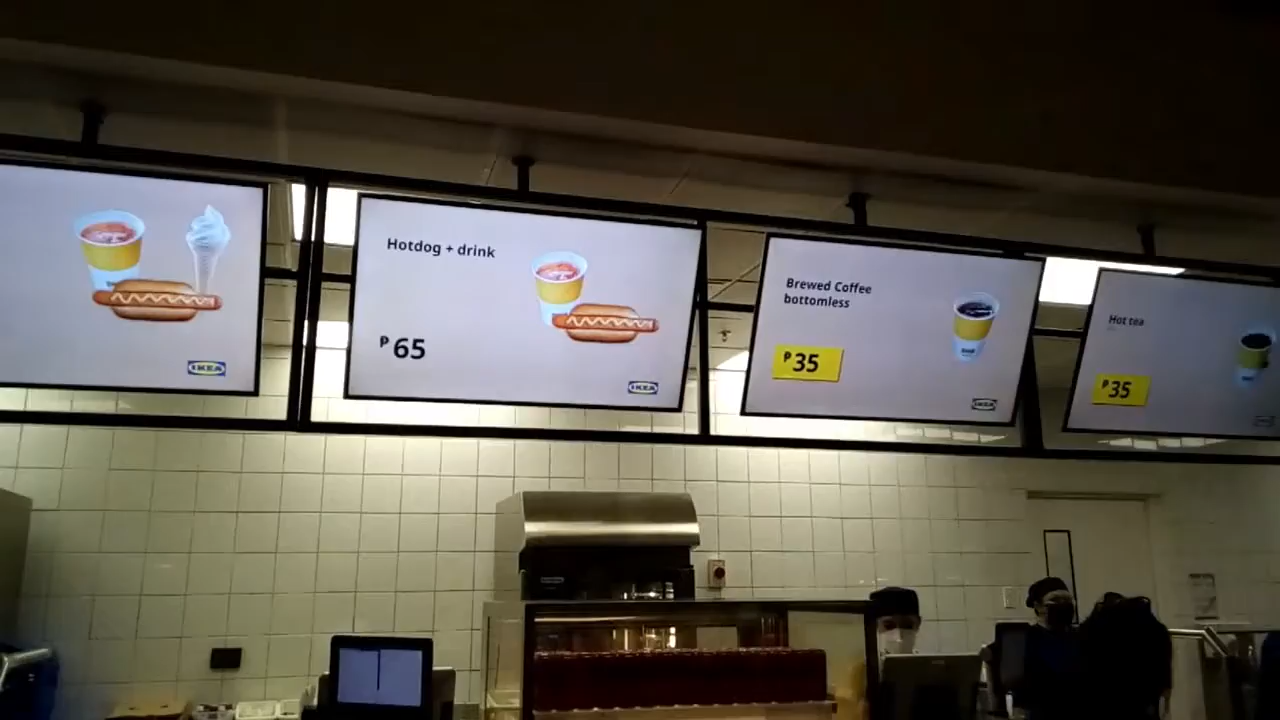 IKEA
Hotdog + drink
₱65
IKEA
Brewed Coffee
bottomless
₱35
IKEA
Hot tea
₱35